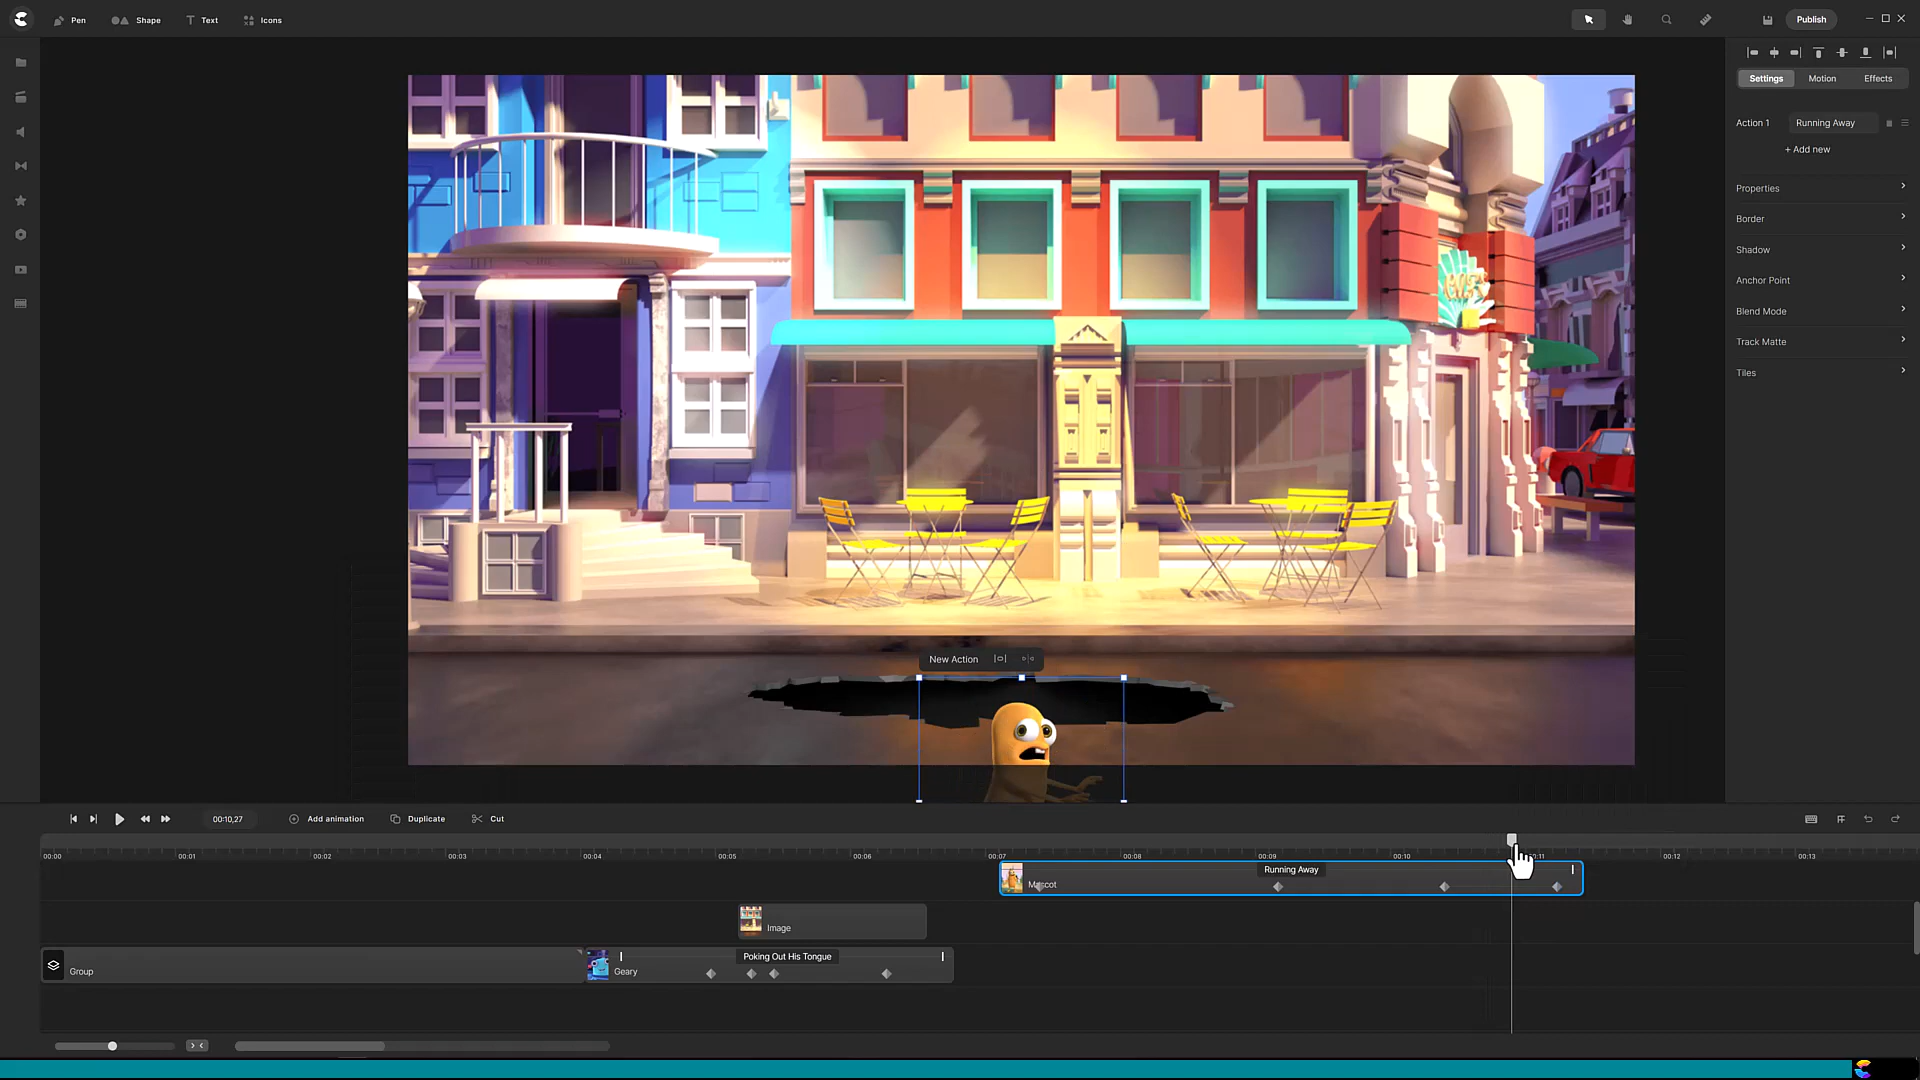 Pen
Shape
Text
Icons
Publish
Settings
Motion
Effects
Action 1
Running Away
+ Add new
Properties
Border
Shadow
Anchor Point
Blend Mode
Track Matte
Tiles
New Action
00:10,27
Add animation
Duplicate
Cut
00:00
00:01
00:02
00:03
00:04
00:05
00:06
00:07
00:08
00:09
00:10
00:12
00:13
Running Away
Mascot
Image
Poking Out His Tongue
Group
Geary